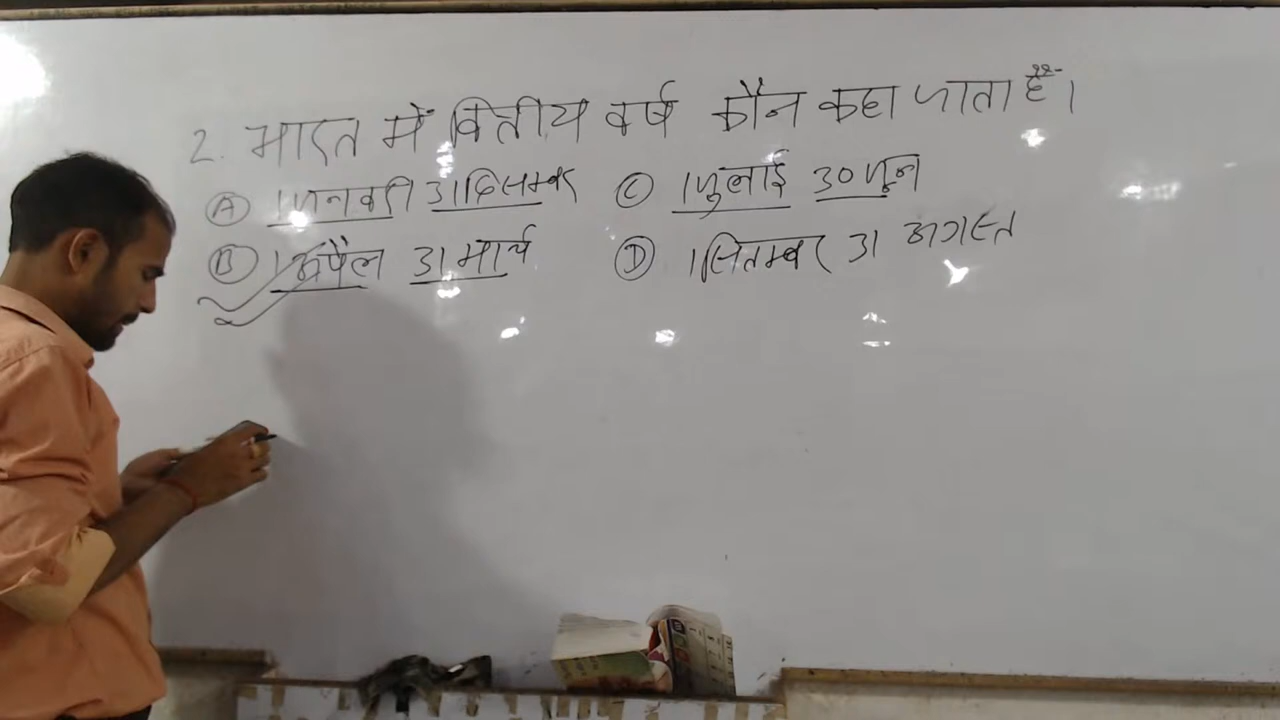 2. भारत में वित्तीय वर्ष कौन कहा जाता है।
(A) 1 जनवरी 31 दिसम्बर (C) 1 जुलाई 30 जून
(B) 1 अप्रैल 31 मार्च (D) 1 सितम्बर 31 अगस्त